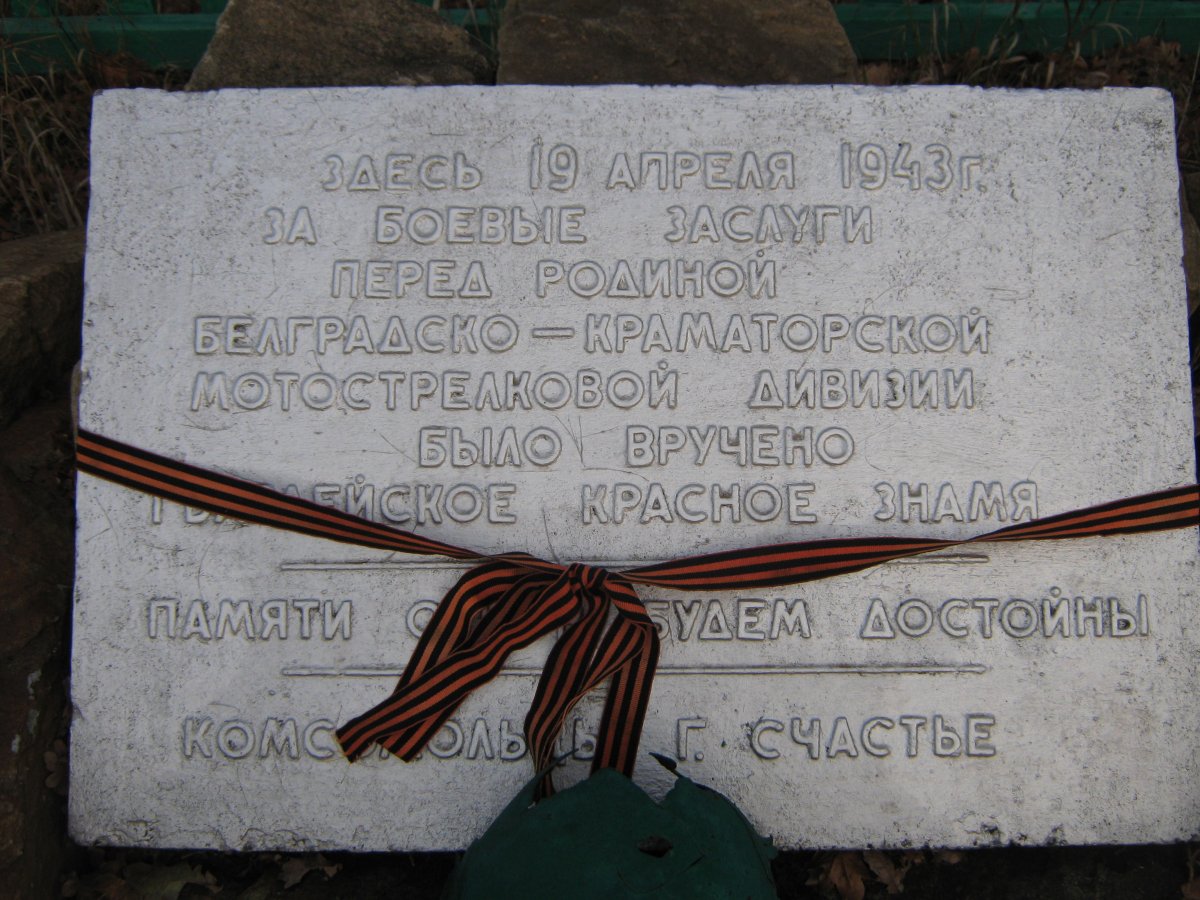 ЗДЕСЬ 19 АПРЕЛЯ 1943г.
ЗА БОЕВЫЕ ЗАСЛУГИ
ПЕРЕД РОДИНОЙ
БЕЛГРАДСКО – КРАМАТОРСКОЙ
МОТОСТРЕЛКОВОЙ ДИВИЗИИ
БЫЛО ВРУЧЕНО
КРАСНОЕ ЗНАМЯ
ПАМЯТИ БУДЕМ ДОСТОЙНЫ
КОМСОМОЛЬЦЫ Г. СЧАСТЬЕ